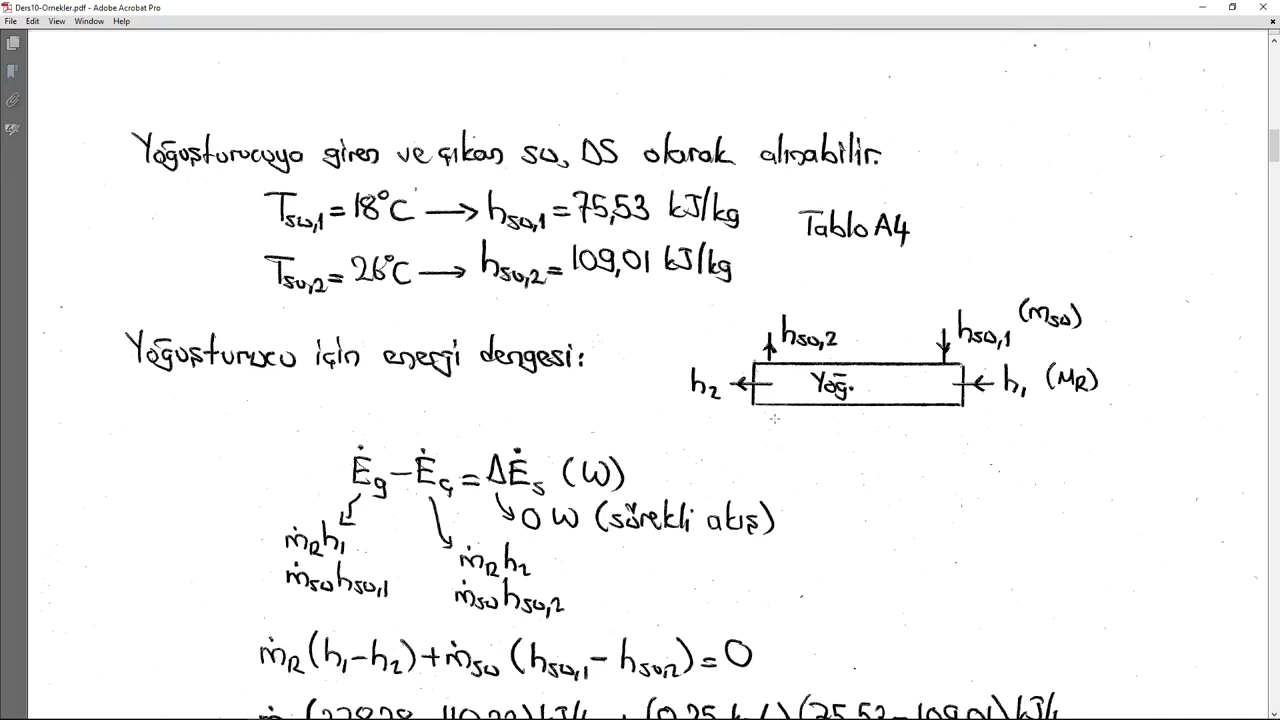 Ders10-Ornekler.pdf - Adobe Acrobat Pro
File Edit View Window Help
Yoğuşturucuya giren ve çıkan su, DS olarak alınabilir.
Tsu,1 = 18°C → hsu,1 = 75,53 kJ/kg Tablo A4
Tsu,2 = 26°C → hsu,2 = 109,01 kJ/kg
hsu,2 hsu,1 (ṁsu)
Yoğuşturucu için enerji dengesi:
h2 Yoğ. h1 (ṁR)
Ėg - Ėç = ΔĖs (W)
0 W (sürekli akış)
ṁRh1 ṁRh2
ṁsuhsu,1 ṁsuhsu,2
ṁR(h1-h2) + ṁsu (hsu,1 - hsu,2) = 0